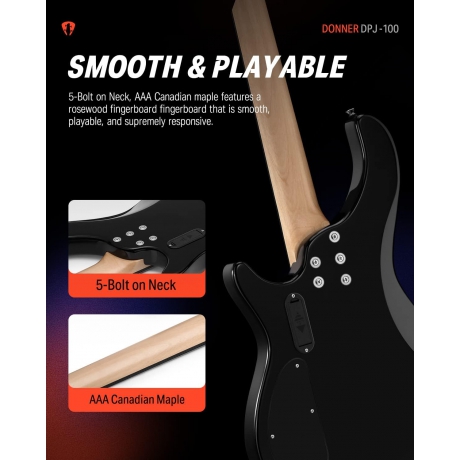 DONNER DPJ-100
SMOOTH & PLAYABLE
5-Bolt on Neck, AAA Canadian maple features a
rosewood fingerboard fingerboard that is smooth,
playable, and supremely responsive.
5-Bolt on Neck
AAA Canadian Maple